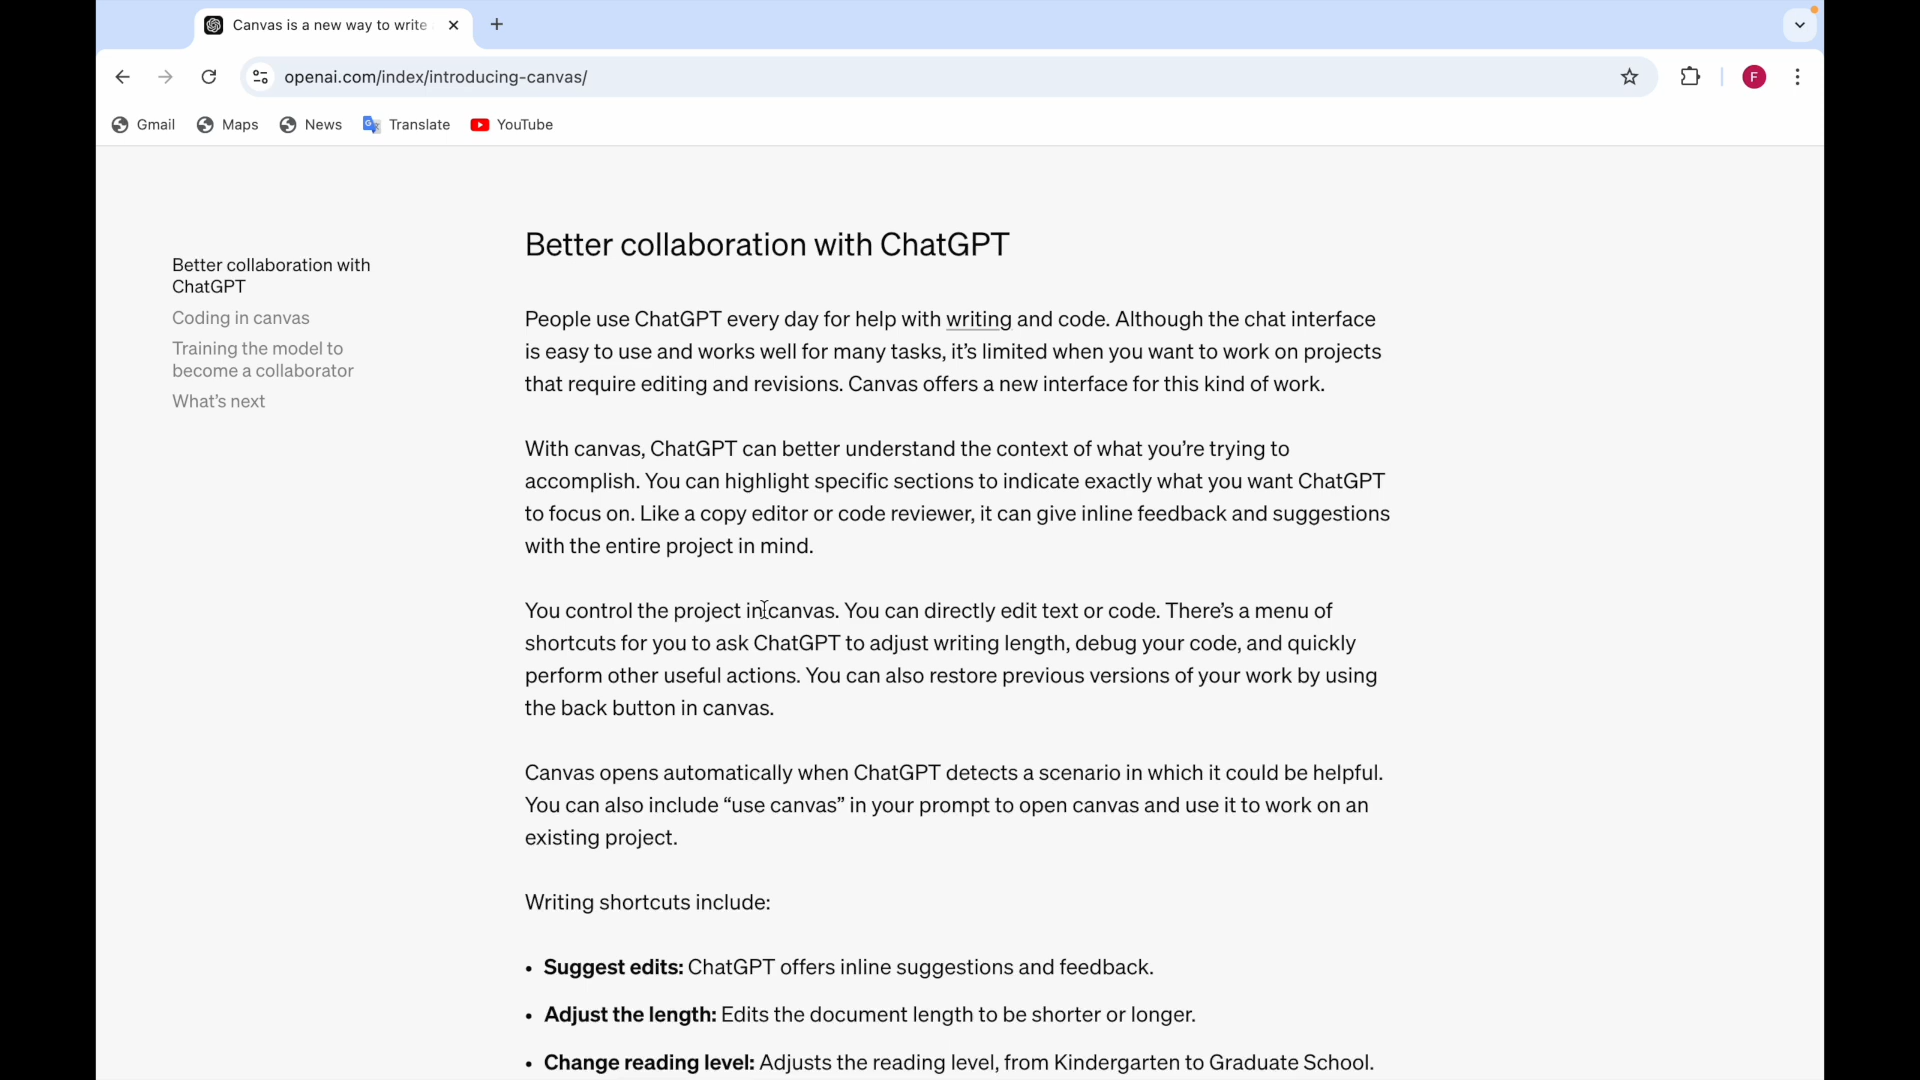 Canvas is a new way to write
openai.com/index/introducing-canvas/
F
Gmail
Maps
News
Translate
YouTube
Better collaboration with
ChatGPT
Coding in canvas
Training the model to
become a collaborator
What’s next
Better collaboration with ChatGPT
People use ChatGPT every day for help with writing and code. Although the chat interface
is easy to use and works well for many tasks, it’s limited when you want to work on projects
that require editing and revisions. Canvas offers a new interface for this kind of work.
With canvas, ChatGPT can better understand the context of what you’re trying to
accomplish. You can highlight specific sections to indicate exactly what you want ChatGPT
to focus on. Like a copy editor or code reviewer, it can give inline feedback and suggestions
with the entire project in mind.
You control the project in canvas. You can directly edit text or code. There’s a menu of
shortcuts for you to ask ChatGPT to adjust writing length, debug your code, and quickly
perform other useful actions. You can also restore previous versions of your work by using
the back button in canvas.
Canvas opens automatically when ChatGPT detects a scenario in which it could be helpful.
You can also include “use canvas” in your prompt to open canvas and use it to work on an
existing project.
Writing shortcuts include:
• Suggest edits: ChatGPT offers inline suggestions and feedback.
• Adjust the length: Edits the document length to be shorter or longer.
• Change reading level: Adjusts the reading level, from Kindergarten to Graduate School.